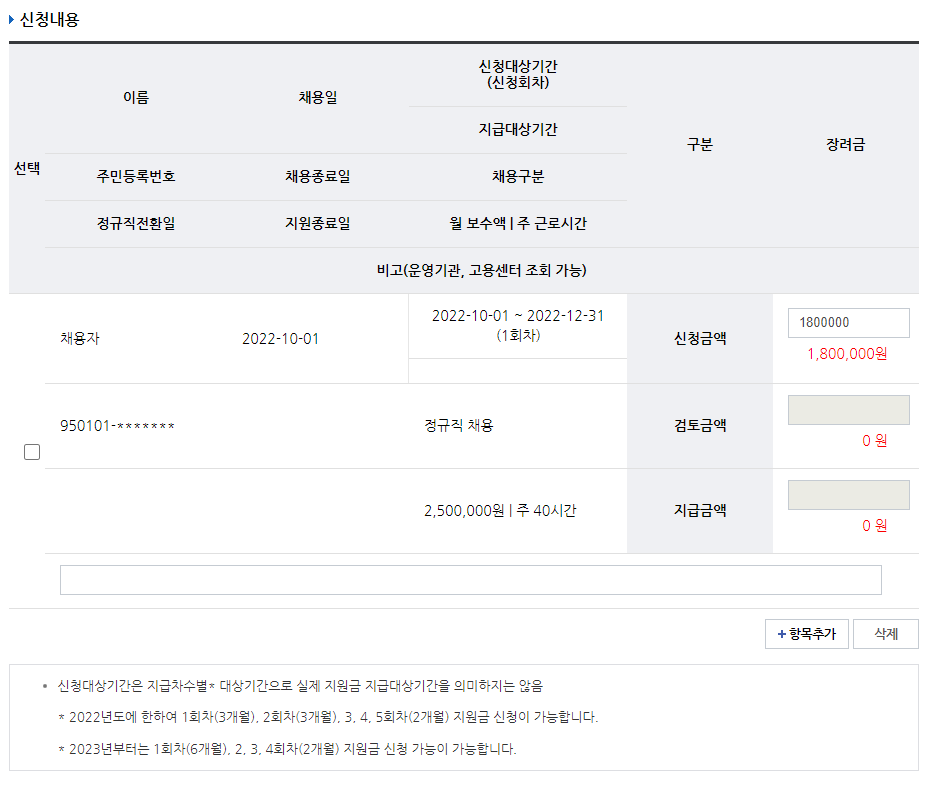 신청내용
선택
이름
채용일
신청대상기간
(신청회차)
지급대상기간
구분
장려금
주민등록번호
채용종료일
채용구분
정규직전환일
지원종료일
월 보수액 | 주 근로시간
비고(운영기관, 고용센터 조회 가능)
채용자
2022-10-01
2022-10-01 ~ 2022-12-31
(1회차)
신청금액
1800000
1,800,000원
950101-*******
정규직 채용
검토금액
0 원
2,500,000원 | 주 40시간
지급금액
0 원
+ 항목추가
삭제
• 신청대상기간은 지급차수별* 대상기간으로 실제 지원금 지급대상기간을 의미하지는 않음
* 2022년도에 한하여 1회차(3개월), 2회차(3개월), 3, 4, 5회차(2개월) 지원금 신청이 가능합니다.
* 2023년부터는 1회차(6개월), 2, 3, 4회차(2개월) 지원금 신청 가능이 가능합니다.